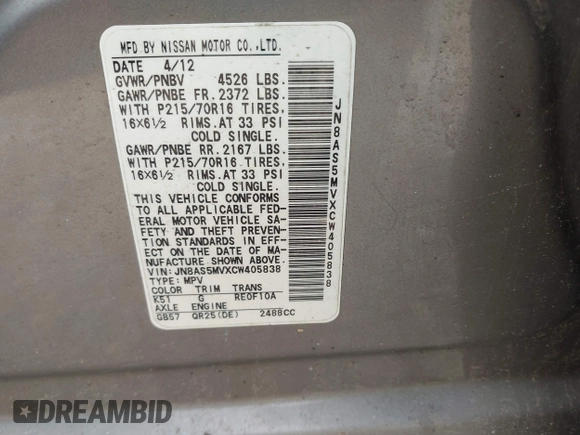 MFD.BY NISSAN MOTOR CO.,LTD.
DATE 4/12
GVWR/PNBV 4526 LBS.
GAWR/PNBE FR. 2372 LBS.
WITH P215/70R16 TIRES,
16X6½ RIMS.AT 33 PSI
COLD SINGLE.
GAWR/PNBE RR. 2167 LBS.
WITH P215/70R16 TIRES,
16X6½ RIMS.AT 33 PSI
COLD SINGLE.
THIS VEHICLE CONFORMS
TO ALL APPLICABLE FED-
ERAL MOTOR VEHICLE SA-
FETY AND THEFT PREVEN-
TION STANDARDS IN EFF-
ECT ON THE DATE OF MA-
NUFACTURE SHOWN ABOVE.
VIN: JN8AS5MVXCW405838
TYPE: MPV
COLOR TRIM TRANS
K51 G RE0F10A
AXLE ENGINE
GB57 QR25(DE) 2488CC
JN8AS5MVXCW405838
DREAMBID